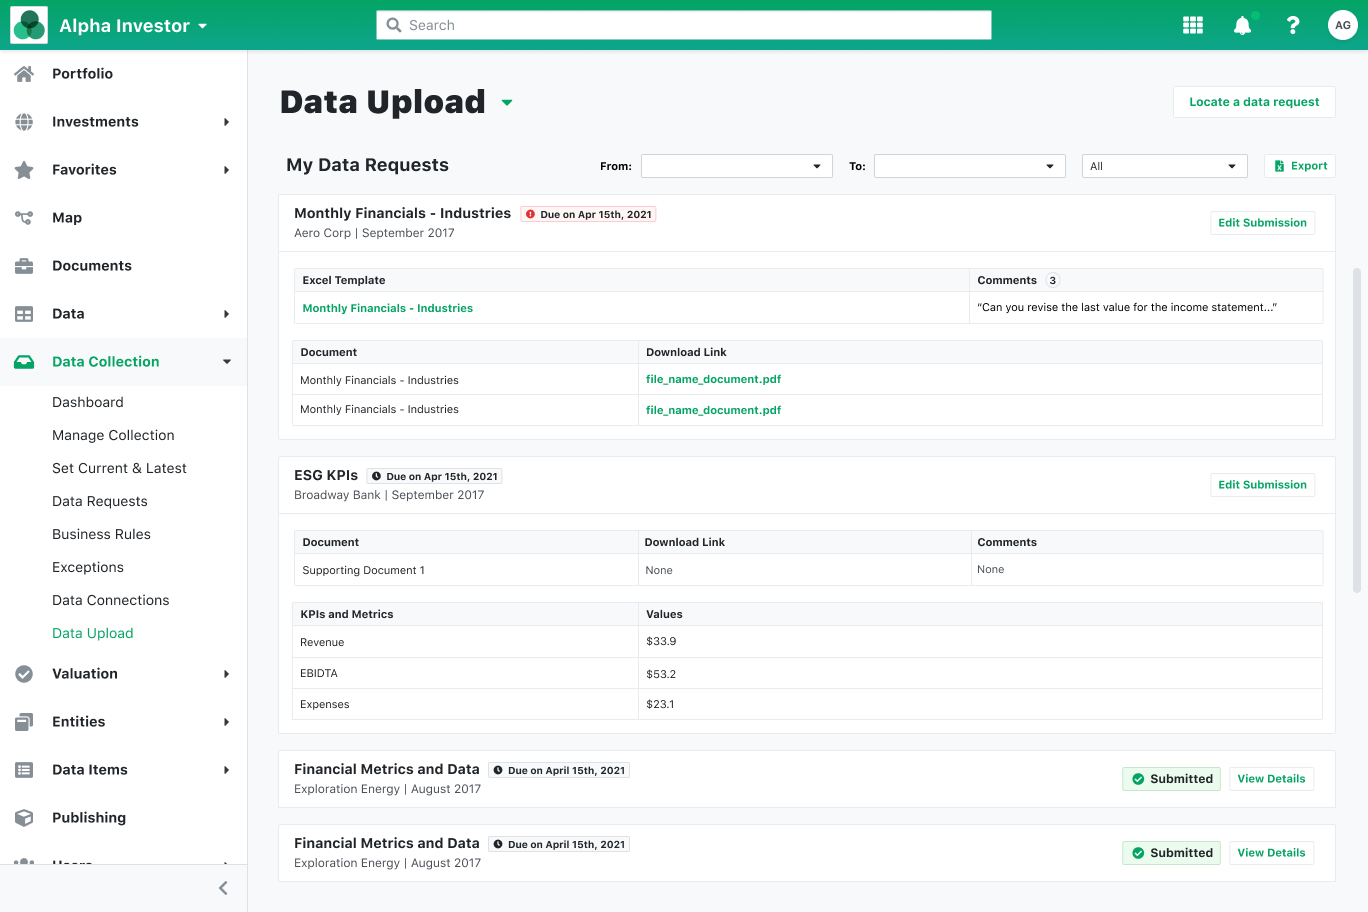 Alpha Investor
Search
AG
Portfolio
Investments
Favorites
Map
Documents
Data
Data Collection
Dashboard
Manage Collection
Set Current & Latest
Data Requests
Business Rules
Exceptions
Data Connections
Data Upload
Valuation
Entities
Data Items
Publishing
Users
Data Upload
Locate a data request
My Data Requests
From:
To:
All
Export
Monthly Financials - Industries Due on Apr 15th, 2021
Aero Corp | September 2017
Edit Submission
Excel Template Comments 3
Monthly Financials - Industries “Can you revise the last value for the income statement...”
Document Download Link
Monthly Financials - Industries file_name_document.pdf
Monthly Financials - Industries file_name_document.pdf
ESG KPIs Due on Apr 15th, 2021
Broadway Bank | September 2017
Edit Submission
Document Download Link Comments
Supporting Document 1 None None
KPIs and Metrics Values
Revenue $33.9
EBIDTA $53.2
Expenses $23.1
Financial Metrics and Data Due on April 15th, 2021
Exploration Energy | August 2017
Submitted View Details
Financial Metrics and Data Due on April 15th, 2021
Exploration Energy | August 2017
Submitted View Details